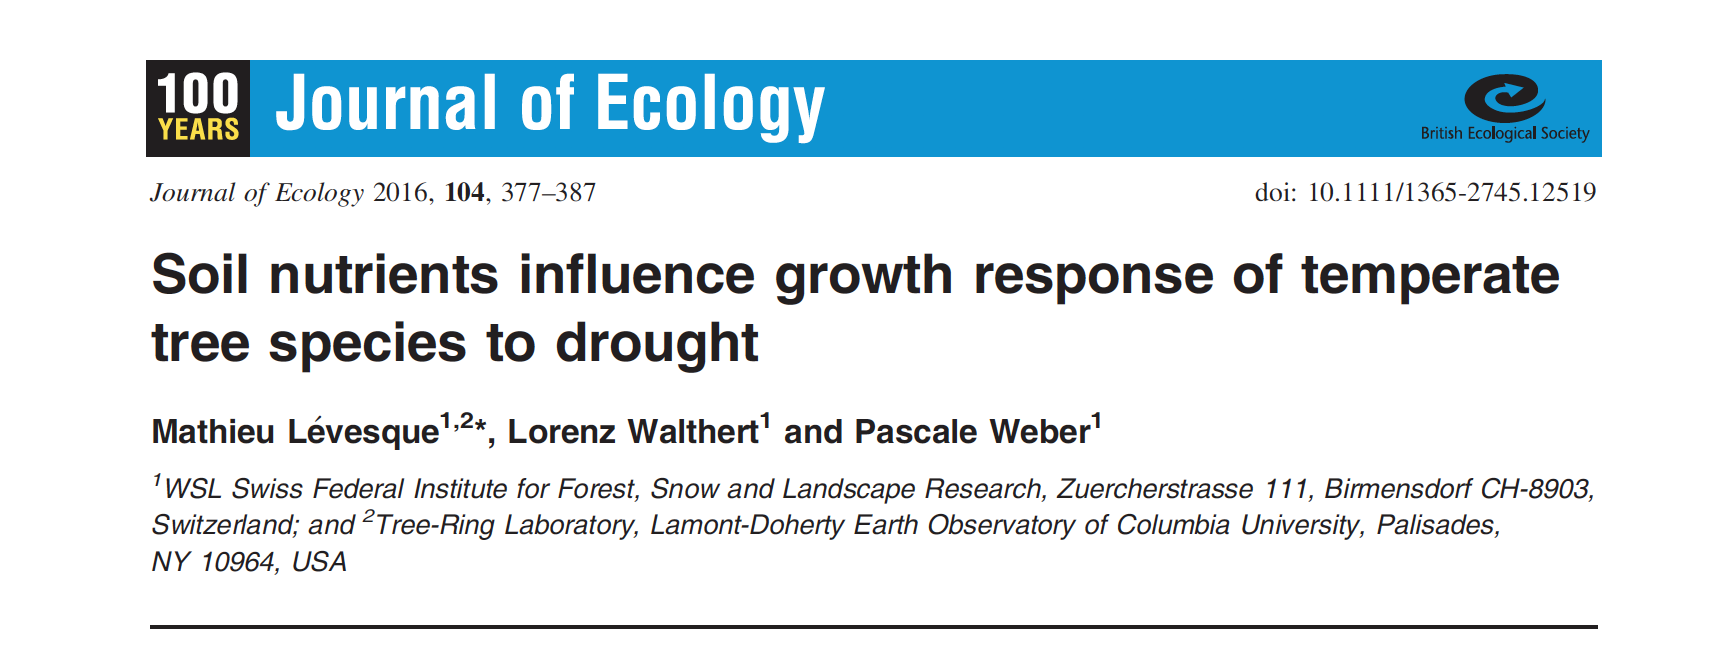 100
YEARS
Journal of Ecology
British Ecological Society
Journal of Ecology 2016, 104, 377–387
doi: 10.1111/1365-2745.12519
Soil nutrients influence growth response of temperate
tree species to drought
Mathieu Lévesque1,2*, Lorenz Walthert1 and Pascale Weber1
1WSL Swiss Federal Institute for Forest, Snow and Landscape Research, Zuercherstrasse 111, Birmensdorf CH-8903,
Switzerland; and 2Tree-Ring Laboratory, Lamont-Doherty Earth Observatory of Columbia University, Palisades,
NY 10964, USA